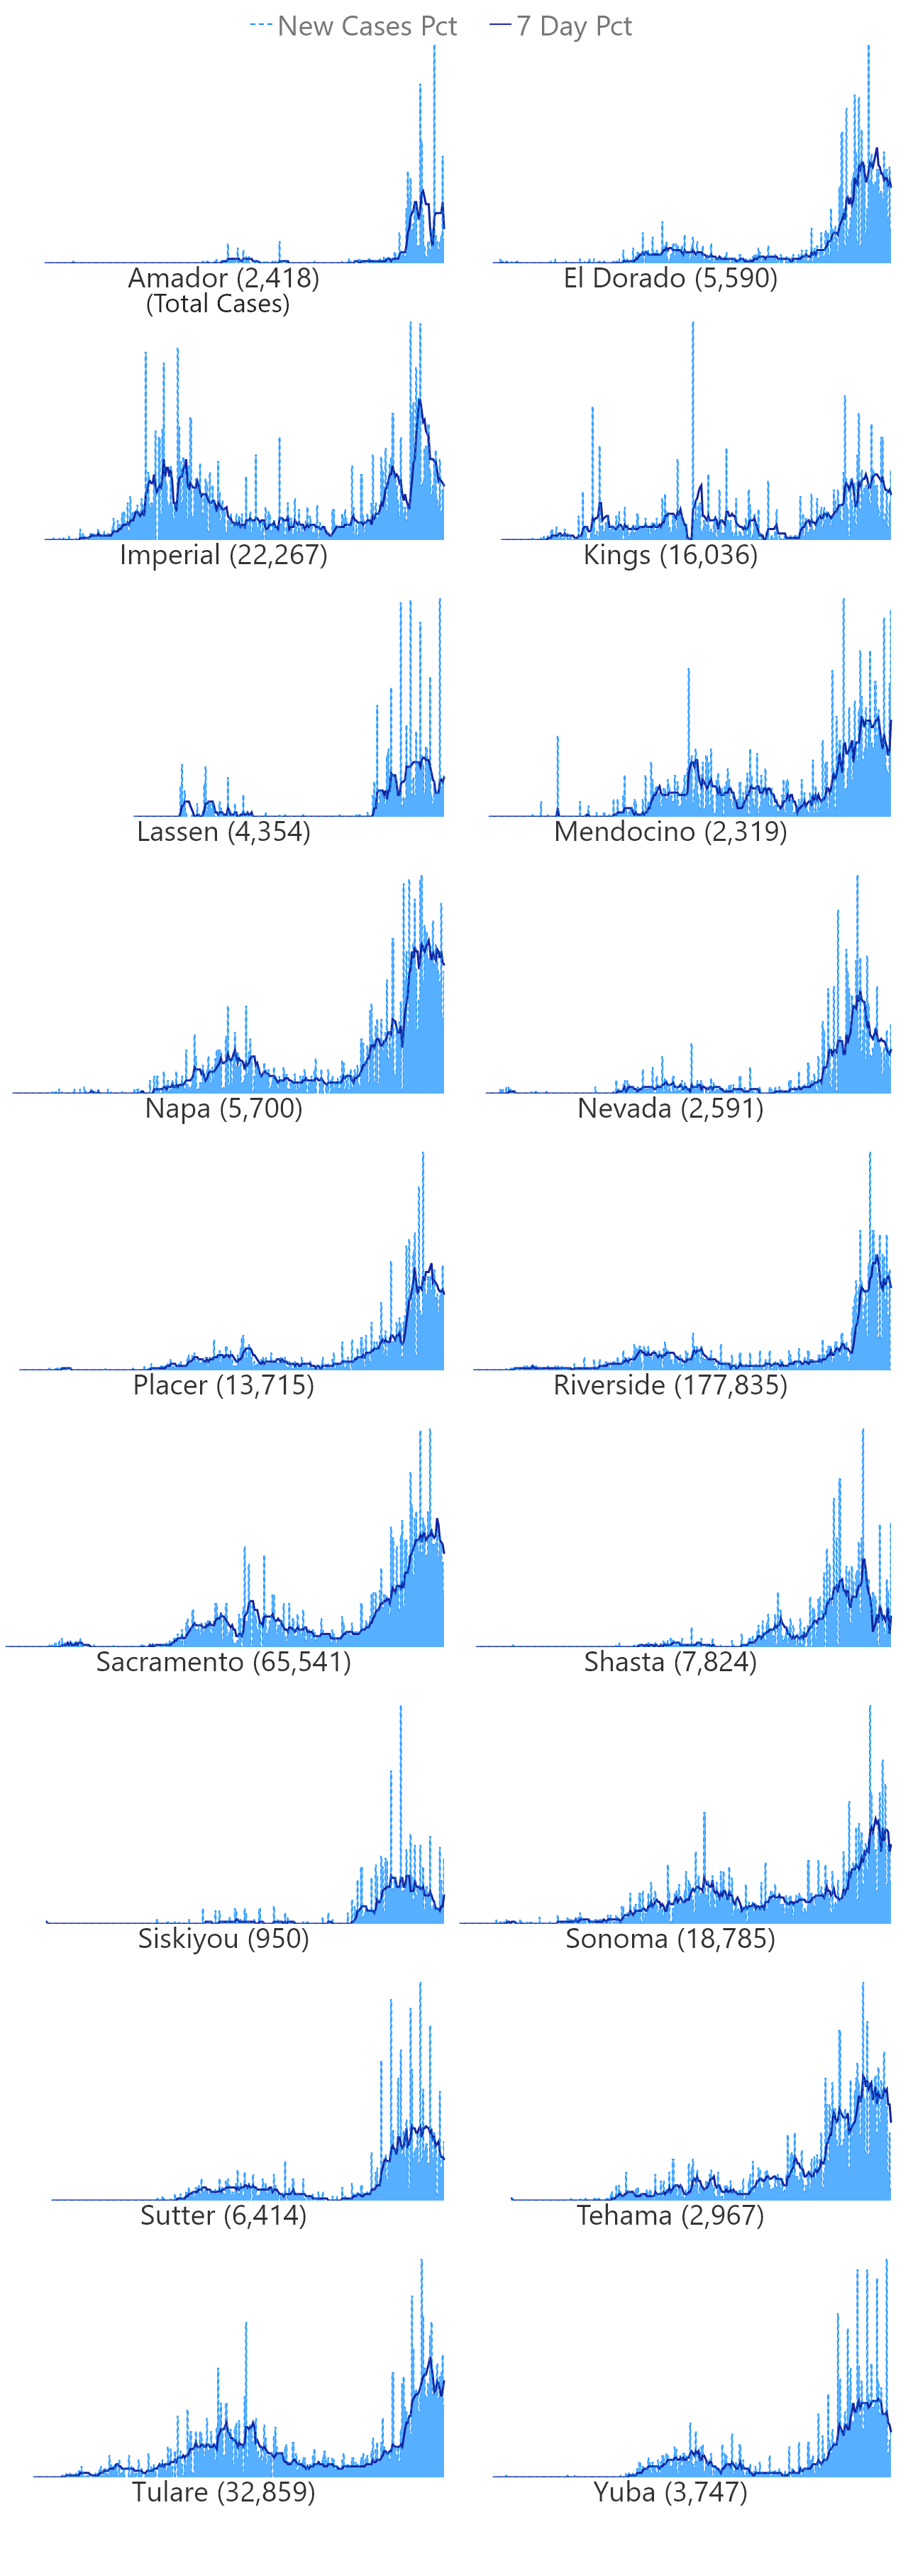 New Cases Pct 7 Day Pct
Amador (2,418) El Dorado (5,590)
(Total Cases)
Imperial (22,267) Kings (16,036)
Lassen (4,354) Mendocino (2,319)
Napa (5,700) Nevada (2,591)
Placer (13,715) Riverside (177,835)
Sacramento (65,541) Shasta (7,824)
Siskiyou (950) Sonoma (18,785)
Sutter (6,414) Tehama (2,967)
Tulare (32,859) Yuba (3,747)